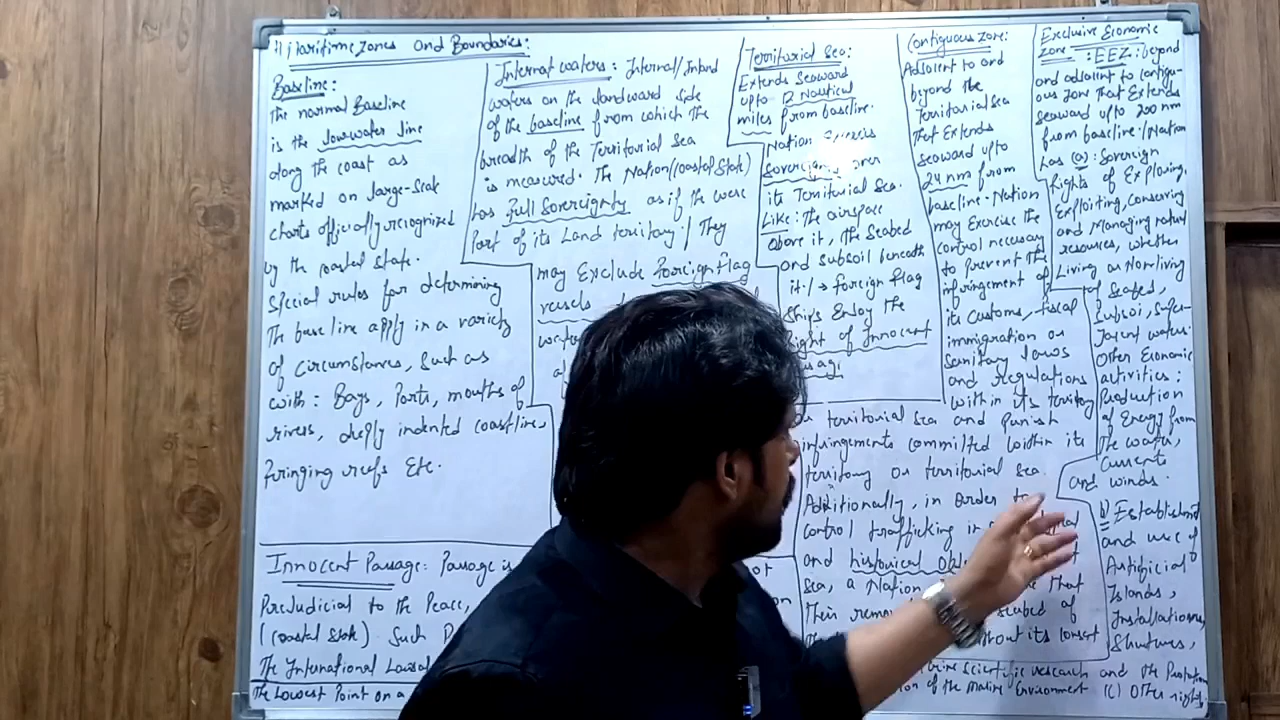 Maritime Zones and Boundaries:
Baseline:
The normal Baseline
is the lowwater line
along the coast as
marked on large-scale
charts officially recognized
by the coastal state.
Special rules for determining
The base line apply in a variety
of circumstances, such as
with: Bays, Ports, mouths of
rivers, deeply indented coastline,
Fringing reefs Etc.
Internal waters: Internal/Inland
waters on the landward side
of the baseline from which the
breadth of the Territorial Sea
is measured. The Nation (coastal State)
has Full Sovereignty as if the were
Part of its Land territory. / They
may Exclude Foreign Flag
vessels
Territorial Sea:
Extends Seaward
upto 12 Nautical
miles from baseline.
Nation
Sovereignty over
its Territorial Sea.
Like: The airspace
above it, the Seabed
and subsoil beneath
it. / → foreign flag
Ships Enjoy the
Right of Innocent
Contiguous Zone:
Adjacent to and
beyond the
Territorial Sea
That Extends
seaward upto
24 nm from
baseline. Nation
may Exercise the
control necessary
to prevent the
infringement of
its customs, fiscal
immigration or
Sanitary laws
and regulations
within its territory
or territorial Sea and Punish
infringements committed within its
territory or territorial Sea.
Additionally, in order to
control trafficking in
and historical
Sea, a Nation that
Their seabed of
without its consent
Exclusive Economic
Zone: EEZ: beyond
and adjacent to contigu-
ous zone that Extends
seaward upto 200 nm
from baseline: / Nation
has (a): Sovereign
Rights of Exploring,
Exploiting, Conserving
and Managing natural
resources, whether
Living or Nonliving
of Seabed,
Subsoi, Super-
Jacent water.
Other Economic
activities:
Production
of Energy from
The water,
Currents
and winds.
b) Establishment
and use of
Artificial
Islands,
Installations,
Structures,
scientific research and the Protection
of the Marine Environment (c) Other rights
Innocent Passage: Passage is
Prejudicial to the Peace,
(coastal State). Such
The International Laws
The Lowest Point on a